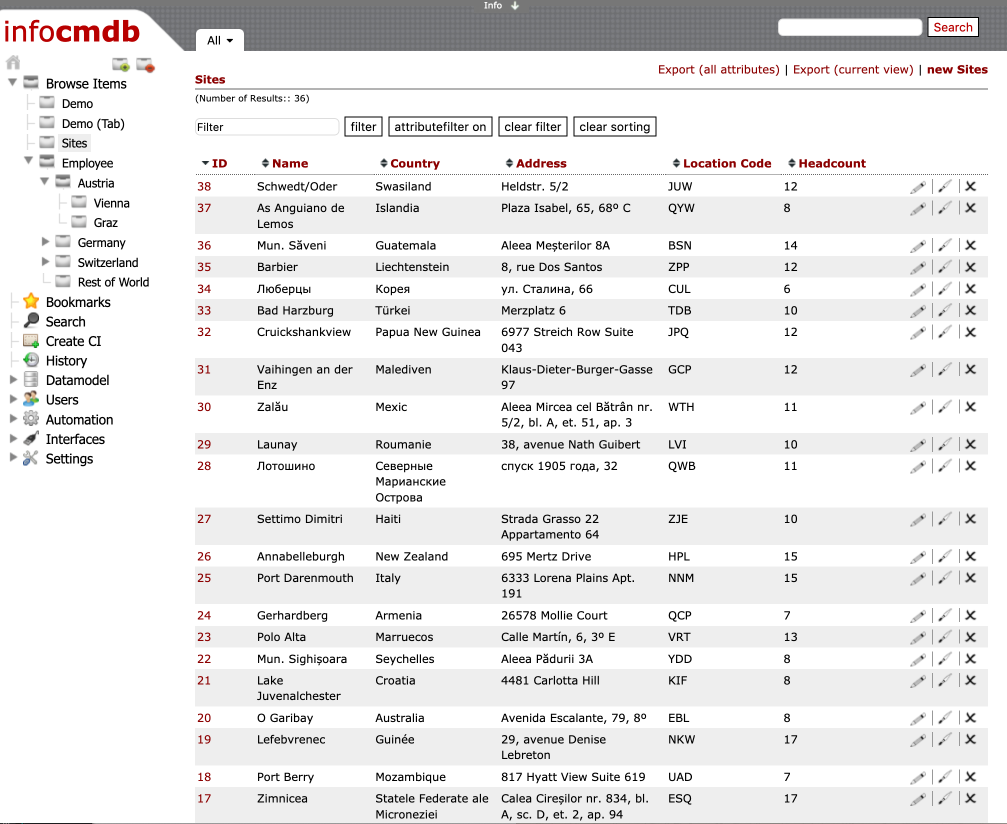 Info
infocmdb
All
Search
Browse Items
Demo
Demo (Tab)
Sites
Employee
Austria
Vienna
Graz
Germany
Switzerland
Rest of World
Bookmarks
Search
Create CI
History
Datamodel
Users
Automation
Interfaces
Settings
Export (all attributes) | Export (current view) | new Sites
Sites
(Number of Results:: 36)
Filter filter attributefilter on clear filter clear sorting
ID Name Country Address Location Code Headcount
38 Schwedt/Oder Swasiland Heldstr. 5/2 JUW 12
37 As Anguiano de Islandia Plaza Isabel, 65, 68º C QYW 8
Lemos
36 Mun. Săveni Guatemala Aleea Meșterilor 8A BSN 14
35 Barbier Liechtenstein 8, rue Dos Santos ZPP 12
34 Люберцы Корея ул. Сталина, 66 CUL 6
33 Bad Harzburg Türkei Merzplatz 6 TDB 10
32 Cruickshankview Papua New Guinea 6977 Streich Row Suite JPQ 12
043
31 Vaihingen an der Malediven Klaus-Dieter-Burger-Gasse GCP 12
Enz 97
30 Zalău Mexic Aleea Mircea cel Bătrân nr. WTH 11
5/2, bl. A, et. 51, ap. 3
29 Launay Roumanie 38, avenue Nath Guibert LVI 10
28 Лотошино Северные спуск 1905 года, 32 QWB 11
Марианские
Острова
27 Settimo Dimitri Haiti Strada Grasso 22 ZJE 10
Appartamento 64
26 Annabelleburgh New Zealand 695 Mertz Drive HPL 15
25 Port Darenmouth Italy 6333 Lorena Plains Apt. NNM 15
191
24 Gerhardberg Armenia 26578 Mollie Court QCP 7
23 Polo Alta Marruecos Calle Martín, 6, 3º E VRT 13
22 Mun. Sighișoara Seychelles Aleea Pădurii 3A YDD 8
21 Lake Croatia 4481 Carlotta Hill KIF 8
Juvenalchester
20 O Garibay Australia Avenida Escalante, 79, 8º EBL 8
19 Lefebvrenec Guinée 29, avenue Denise NKW 17
Lebreton
18 Port Berry Mozambique 817 Hyatt View Suite 619 UAD 7
17 Zimnicea Statele Federate ale Calea Cireșilor nr. 834, bl. ESQ 17
Microneziei A, sc. D, et. 2, ap. 94